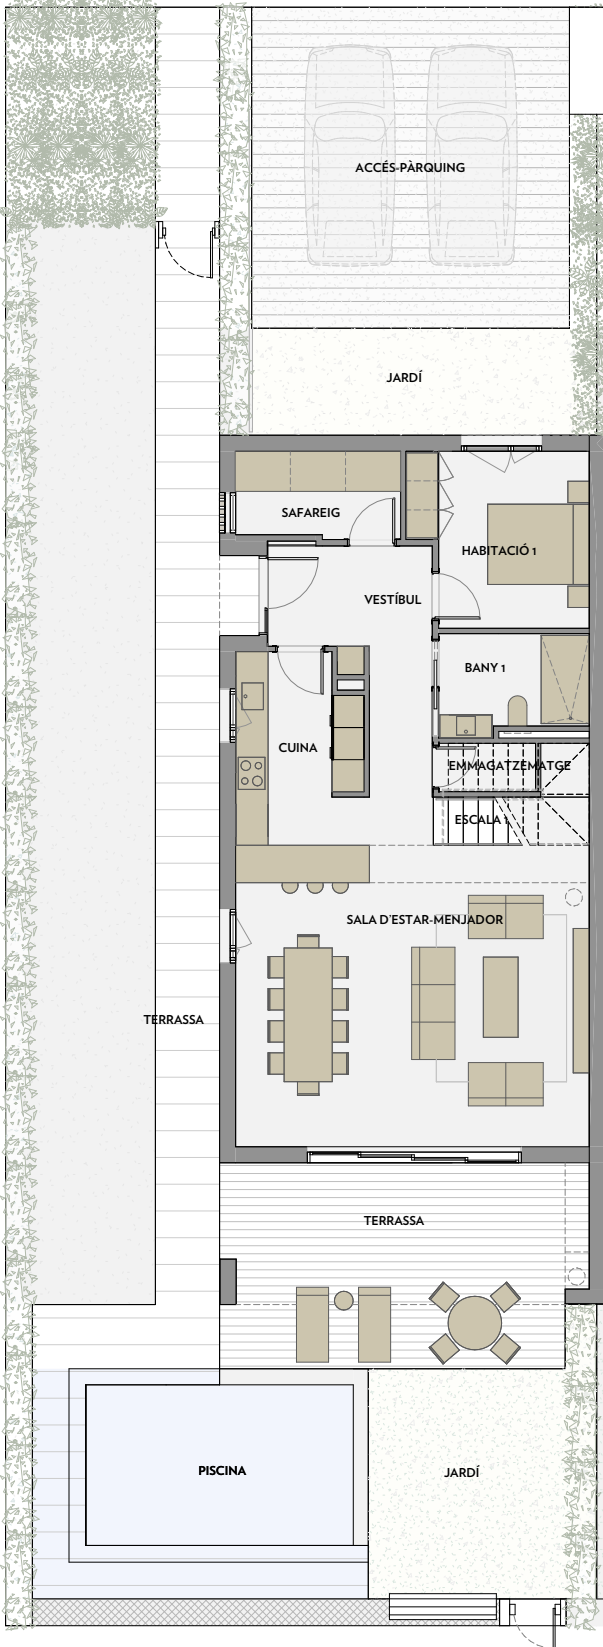 ACCÉS-PÀRQUING
JARDÍ
SAFAREIG
HABITACIÓ 1
VESTÍBUL
BANY 1
CUINA
EMMAGATZEMATGE
ESCALA 1
SALA D'ESTAR-MENJADOR
TERRASSA
TERRASSA
PISCINA
JARDÍ